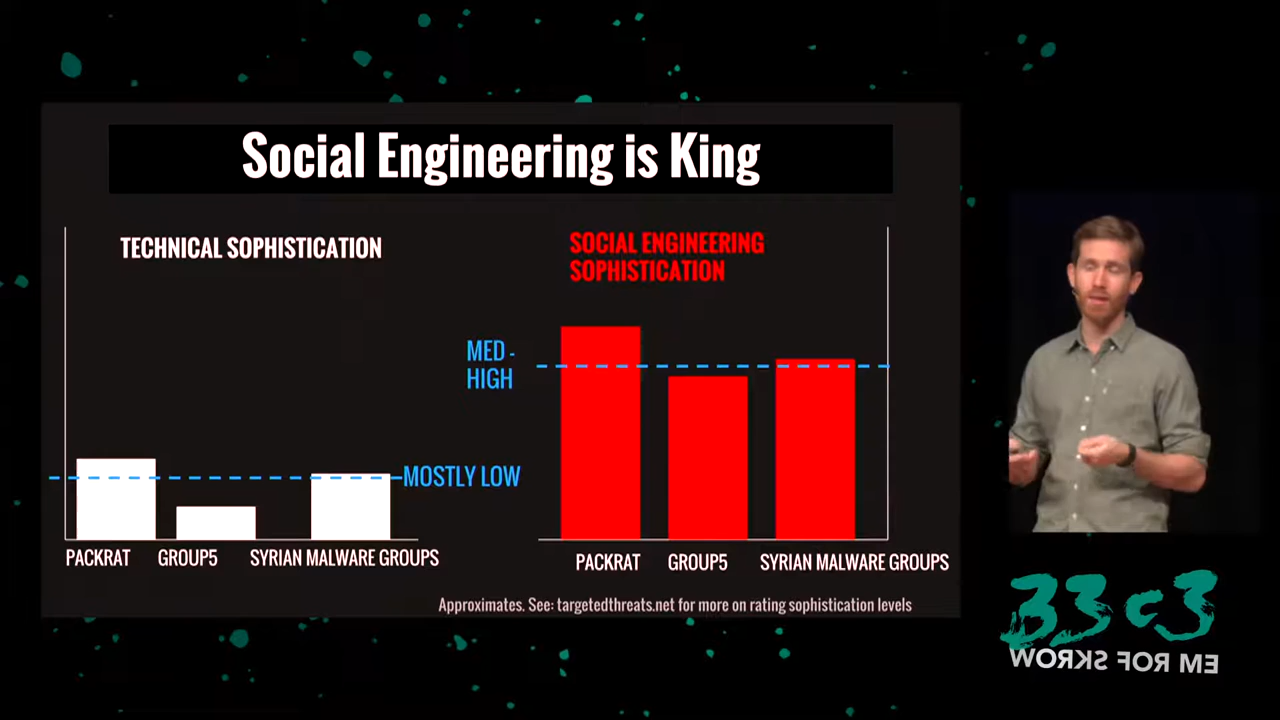 Social Engineering is King
TECHNICAL SOPHISTICATION
SOCIAL ENGINEERING
SOPHISTICATION
MED -
HIGH
MOSTLY LOW
PACKRAT GROUP5 SYRIAN MALWARE GROUPS
PACKRAT GROUP5 SYRIAN MALWARE GROUPS
Approximates. See: targetedthreats.net for more on rating sophistication levels
33c3
WORKS FOR ME